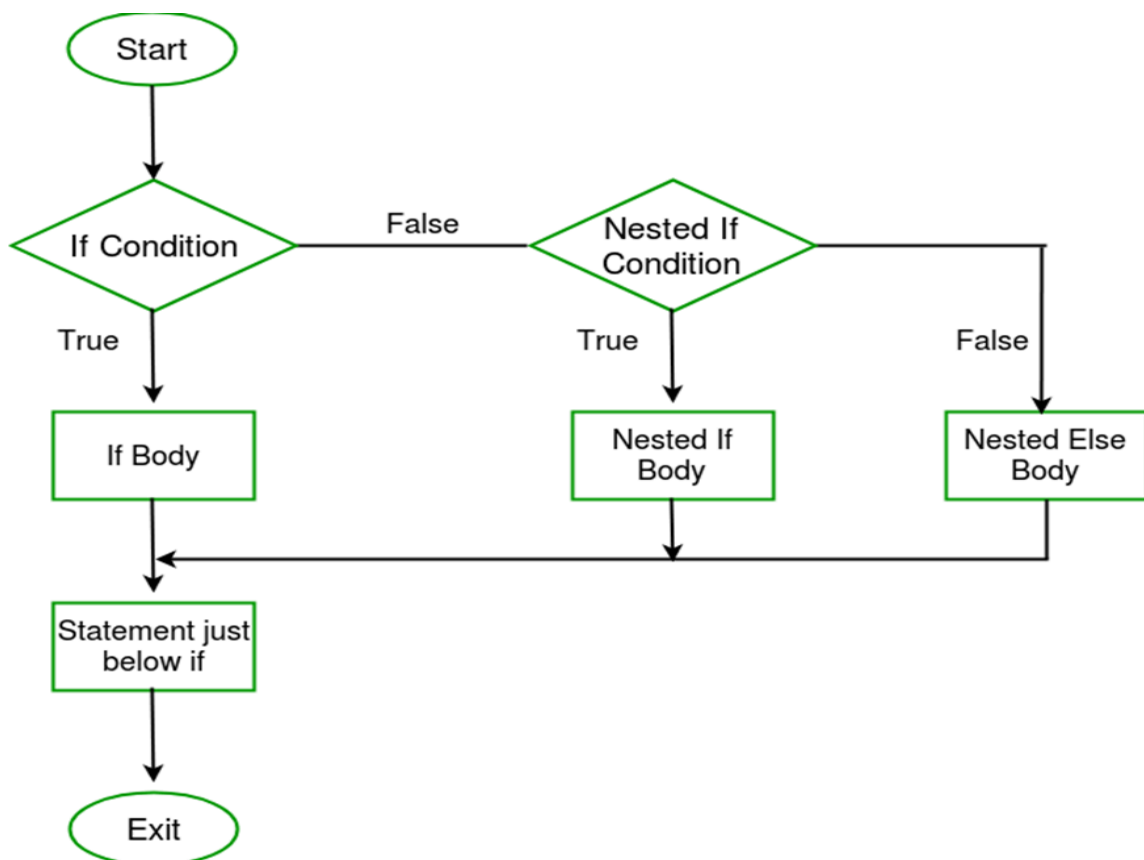 Start
If Condition
False
Nested If
Condition
True
True
False
If Body
Nested If
Body
Nested Else
Body
Statement just
below if
Exit